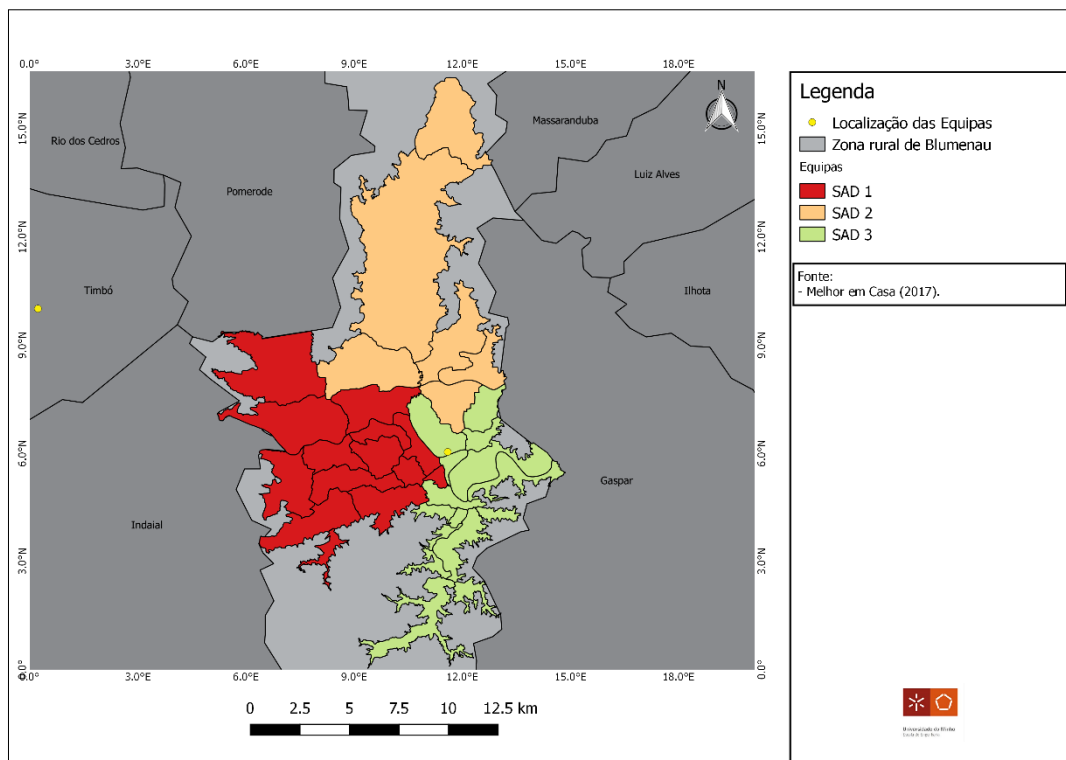 0.0° 3.0°E 6.0°E 9.0°E 12.0°E 15.0°E 18.0°E
15.0°N
12.0°N
9.0°N
6.0°N
3.0°N
0.0°
15.0°N
12.0°N
9.0°N
6.0°N
3.0°N
0.0°
N
Rio dos Cedros
Massaranduba
Pomerode
Luiz Alves
Timbó
Ilhota
Gaspar
Indaial
0.0° 3.0°E 6.0°E 9.0°E 12.0°E 15.0°E 18.0°E
0 2.5 5 7.5 10 12.5 km
Legenda
Localização das Equipas
Zona rural de Blumenau
Equipas
SAD 1
SAD 2
SAD 3
Fonte:
- Melhor em Casa (2017).
Universidade do Minho